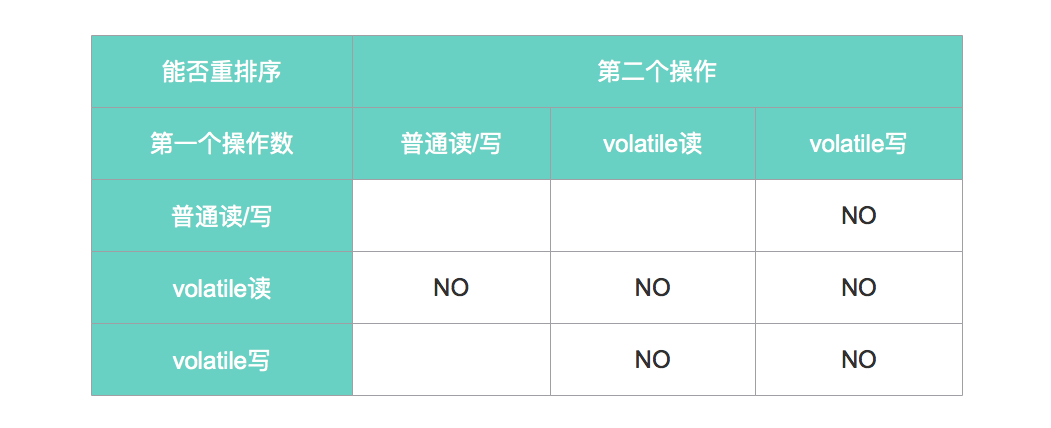 能否重排序 第二个操作
第一个操作数 普通读/写 volatile读 volatile写
普通读/写 NO
volatile读 NO NO NO
volatile写 NO NO